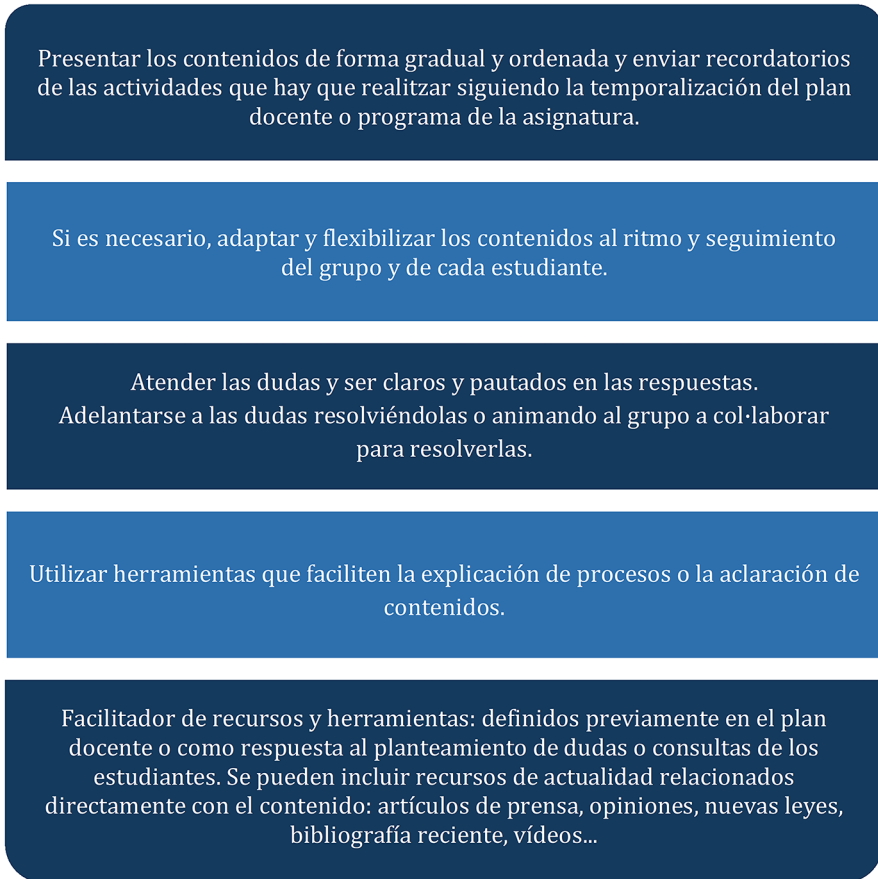 Presentar los contenidos de forma gradual y ordenada y enviar recordatorios
de las actividades que hay que realitzar siguiendo la temporalización del plan
docente o programa de la asignatura.
Si es necesario, adaptar y flexibilizar los contenidos al ritmo y seguimiento
del grupo y de cada estudiante.
Atender las dudas y ser claros y pautados en las respuestas.
Adelantarse a las dudas resolviéndolas o animando al grupo a col·laborar
para resolverlas.
Utilizar herramientas que faciliten la explicación de procesos o la aclaración de
contenidos.
Facilitador de recursos y herramientas: definidos previamente en el plan
docente o como respuesta al planteamiento de dudas o consultas de los
estudiantes. Se pueden incluir recursos de actualidad relacionados
directamente con el contenido: artículos de prensa, opiniones, nuevas leyes,
bibliografía reciente, vídeos...